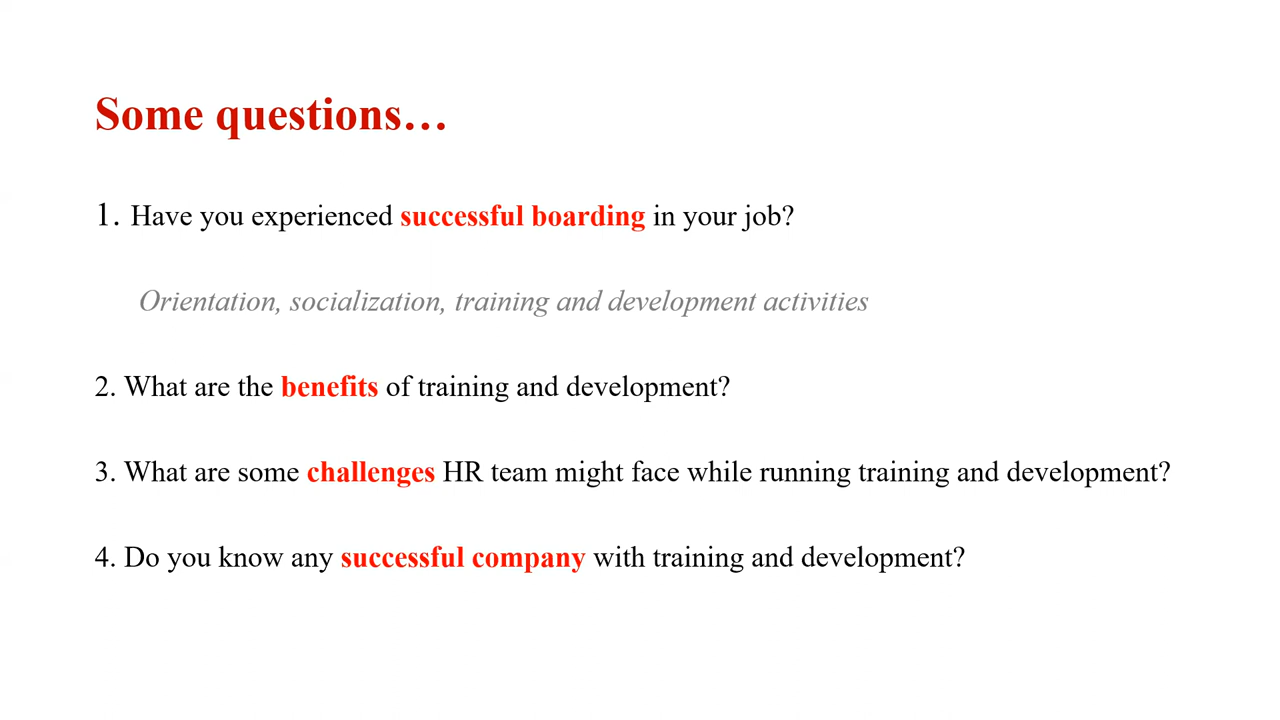 Some questions…
1. Have you experienced successful boarding in your job?
Orientation, socialization, training and development activities
2. What are the benefits of training and development?
3. What are some challenges HR team might face while running training and development?
4. Do you know any successful company with training and development?